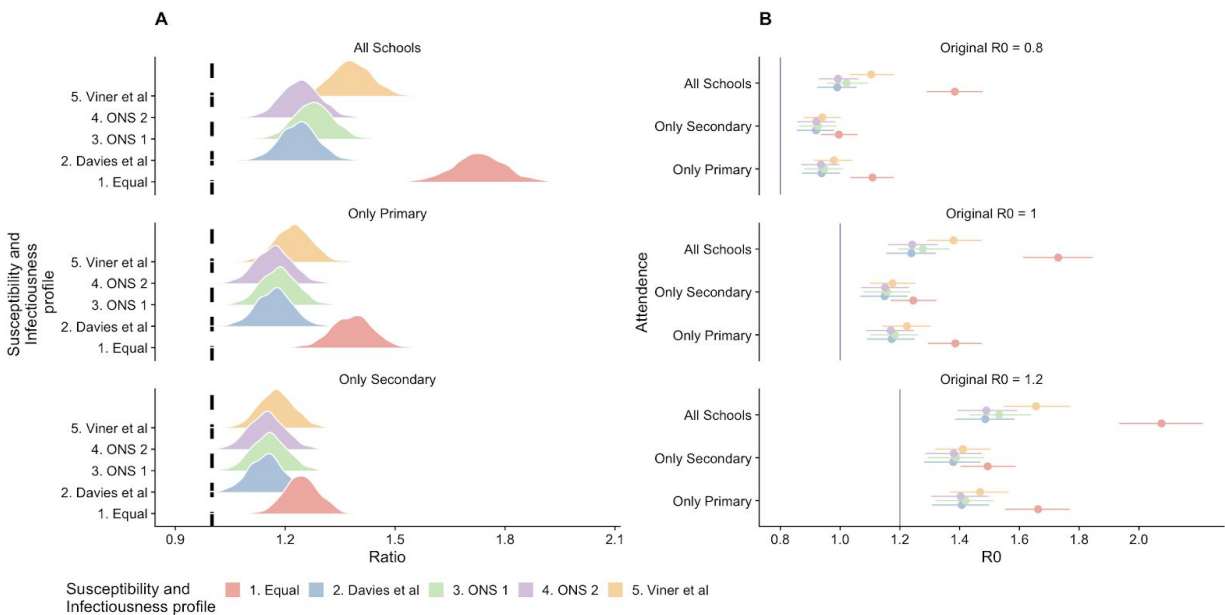 A
All Schools
5. Viner et al
4. ONS 2
3. ONS 1
2. Davies et al
1. Equal
Only Primary
5. Viner et al
4. ONS 2
3. ONS 1
2. Davies et al
1. Equal
Only Secondary
5. Viner et al
4. ONS 2
3. ONS 1
2. Davies et al
1. Equal
Susceptibility and
Infectiousness
profile
0.9 1.2 1.5 1.8 2.1
Ratio
B
Original R0 = 0.8
All Schools
Only Secondary
Only Primary
Original R0 = 1
All Schools
Only Secondary
Only Primary
Original R0 = 1.2
All Schools
Only Secondary
Only Primary
Attendence
0.8 1.0 1.2 1.4 1.6 1.8 2.0
R0
Susceptibility and
Infectiousness profile
1. Equal 2. Davies et al 3. ONS 1 4. ONS 2 5. Viner et al